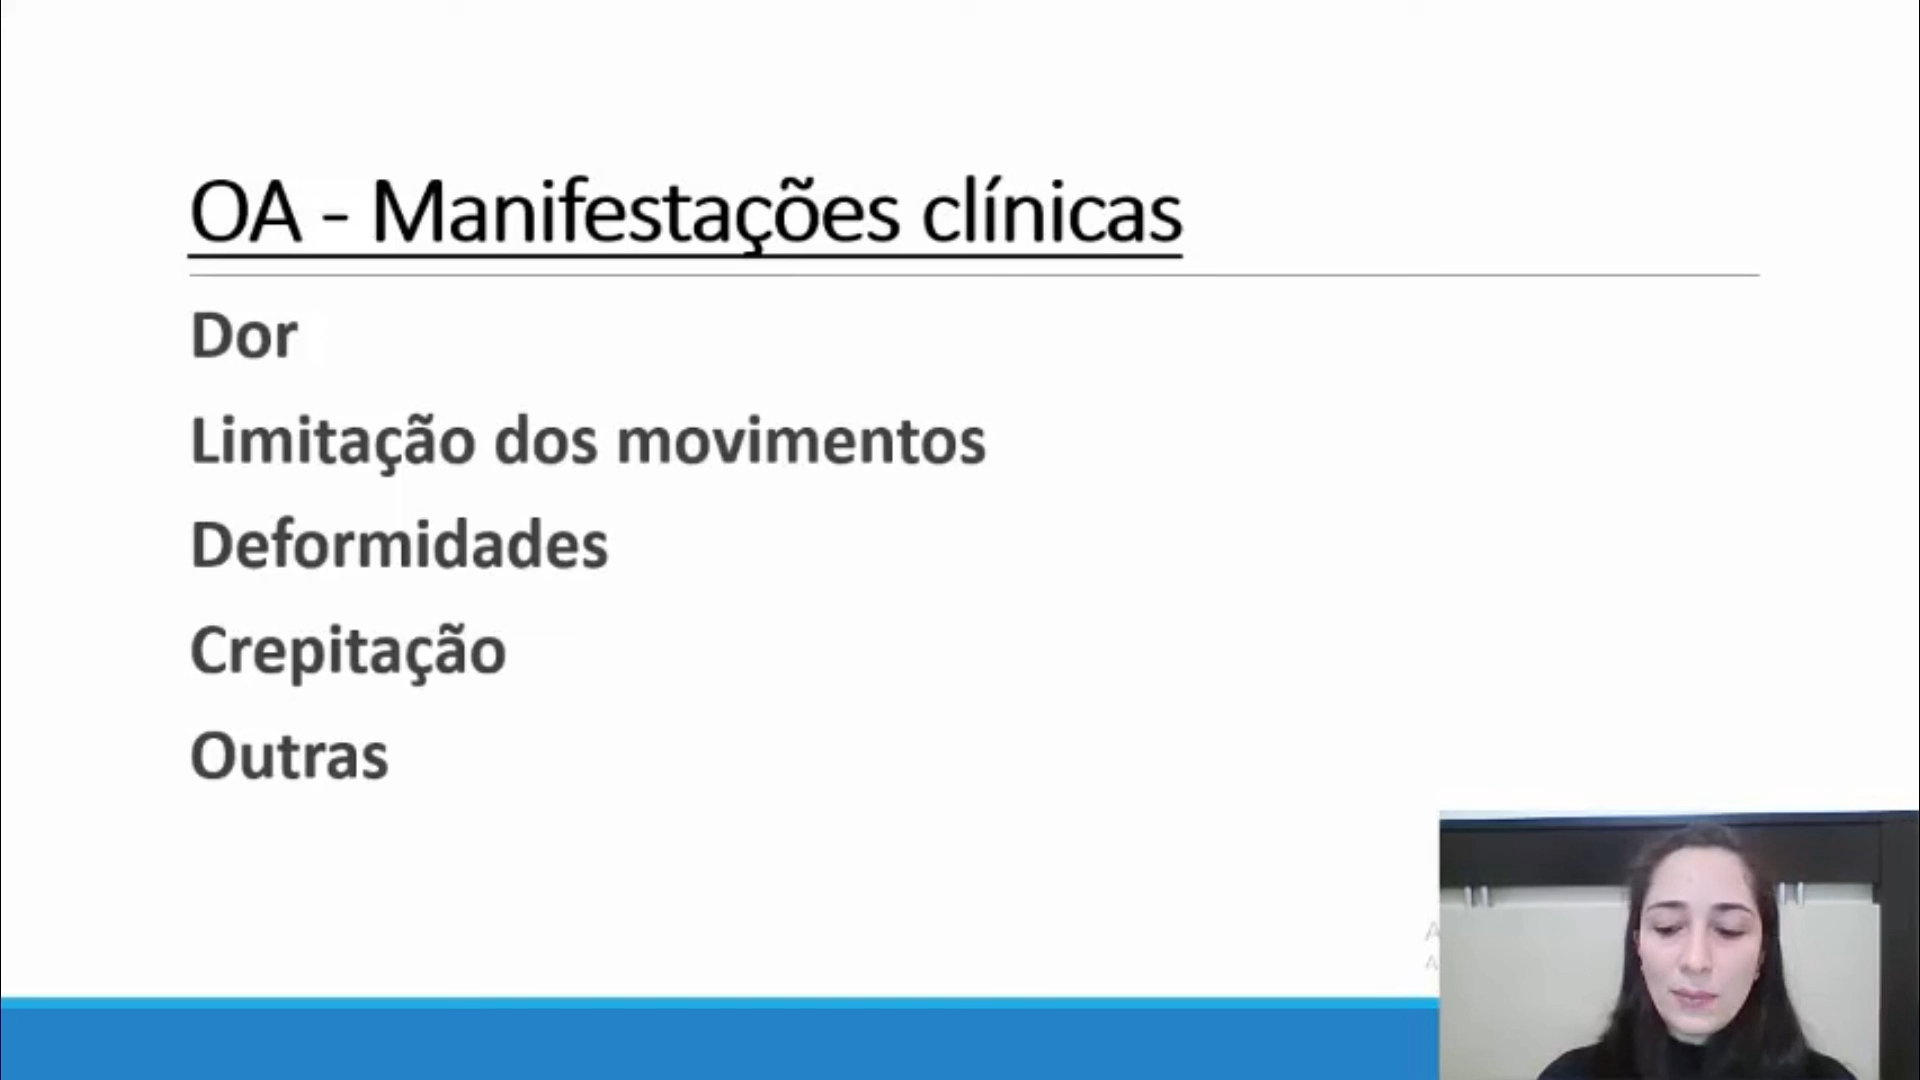 OA - Manifestações clínicas
Dor
Limitação dos movimentos
Deformidades
Crepitação
Outras